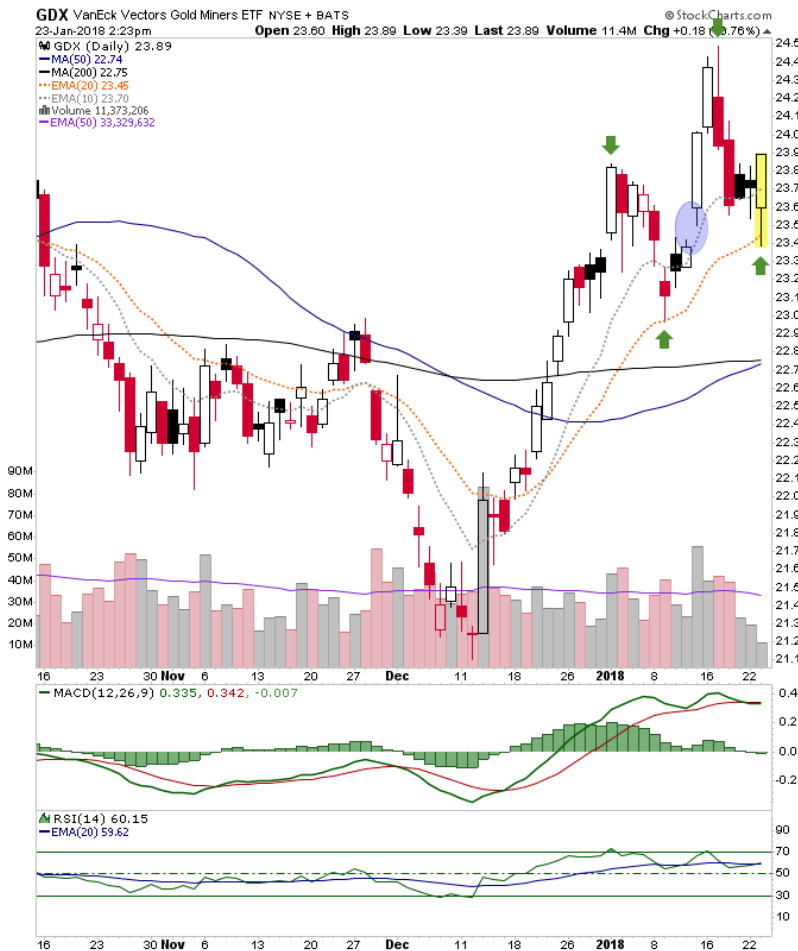 GDX VanEck Vectors Gold Miners ETF NYSE + BATS © StockCharts.com
23-Jan-2018 2:23pm Open 23.60 High 23.89 Low 23.39 Last 23.89 Volume 11.4M Chg +0.18 ( 0.76%)
GDX (Daily) 23.89
MA(50) 22.74
MA(200) 22.75
EMA(20) 23.45
EMA(10) 23.70
Volume 11,373,206
EMA(50) 33,329,632
24.4
24.3
24.2
24.1
24.0
23.9
23.8
23.7
23.6
23.5
23.4
23.3
23.2
23.1
23.0
22.9
22.8
22.7
22.6
22.5
22.4
22.3
90M 22.2
80M 22.1
70M 22.0
21.9
60M 21.8
50M 21.7
21.6
40M 21.5
30M 21.4
20M 21.3
10M 21.2
21.1
16 23 30 Nov 6 13 20 27 Dec 11 18 26 2018 8 16 22
MACD(12,26,9) 0.335, 0.342, -0.007
0.4
0.2
0.0
-0.2
RSI(14) 60.15
EMA(20) 59.62
90
70
50
30
10
16 23 30 Nov 6 13 20 27 Dec 11 18 26 2018 8 16 22